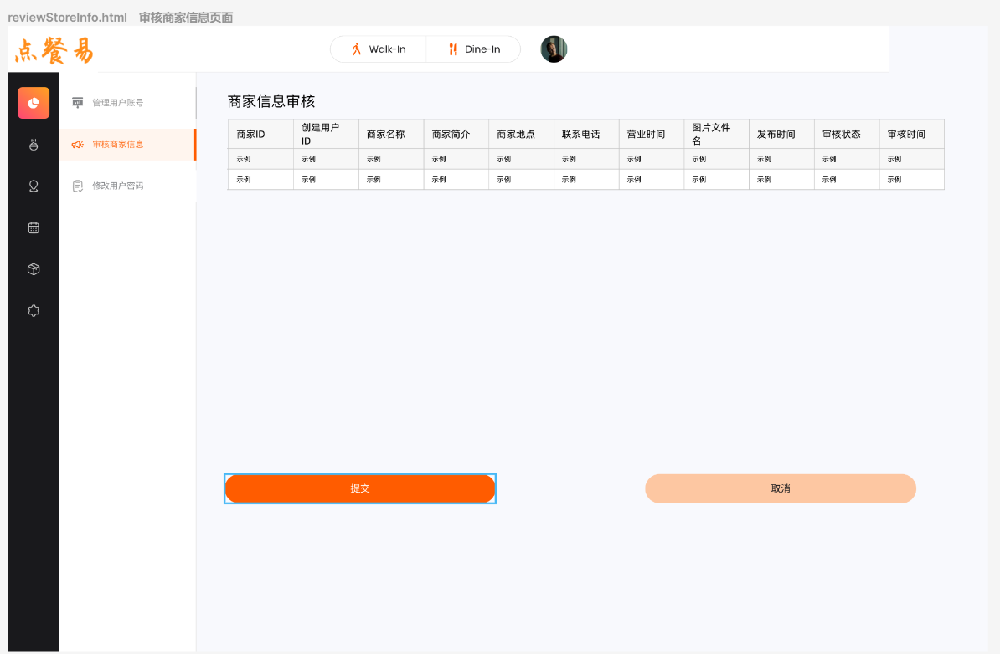 reviewStoreInfo.html 审核商家信息页面
点餐易
Walk-In
Dine-In
管理用户账号
审核商家信息
修改用户密码
商家信息审核
商家ID 创建用户ID 商家名称 商家简介 商家地点 联系电话 营业时间 图片文件名 发布时间 审核状态 审核时间
示例 示例 示例 示例 示例 示例 示例 示例 示例 示例 示例
示例 示例 示例 示例 示例 示例 示例 示例 示例 示例 示例
提交
取消